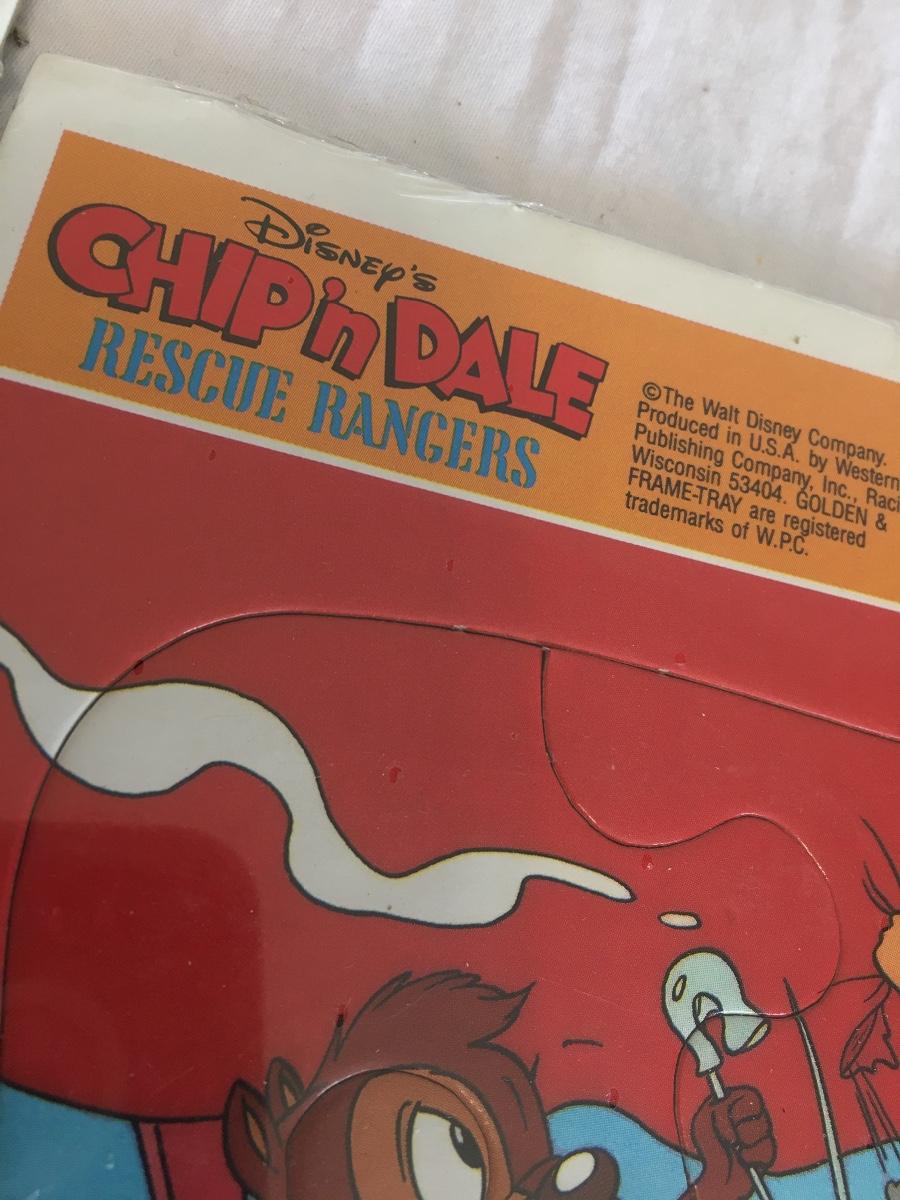 Disney's
CHIP 'n DALE
RESCUE RANGERS
©The Walt Disney Company.
Produced in U.S.A. by Western
Publishing Company, Inc.,
Wisconsin 53404. GOLDEN &
FRAME-TRAY are registered
trademarks of W.P.C.